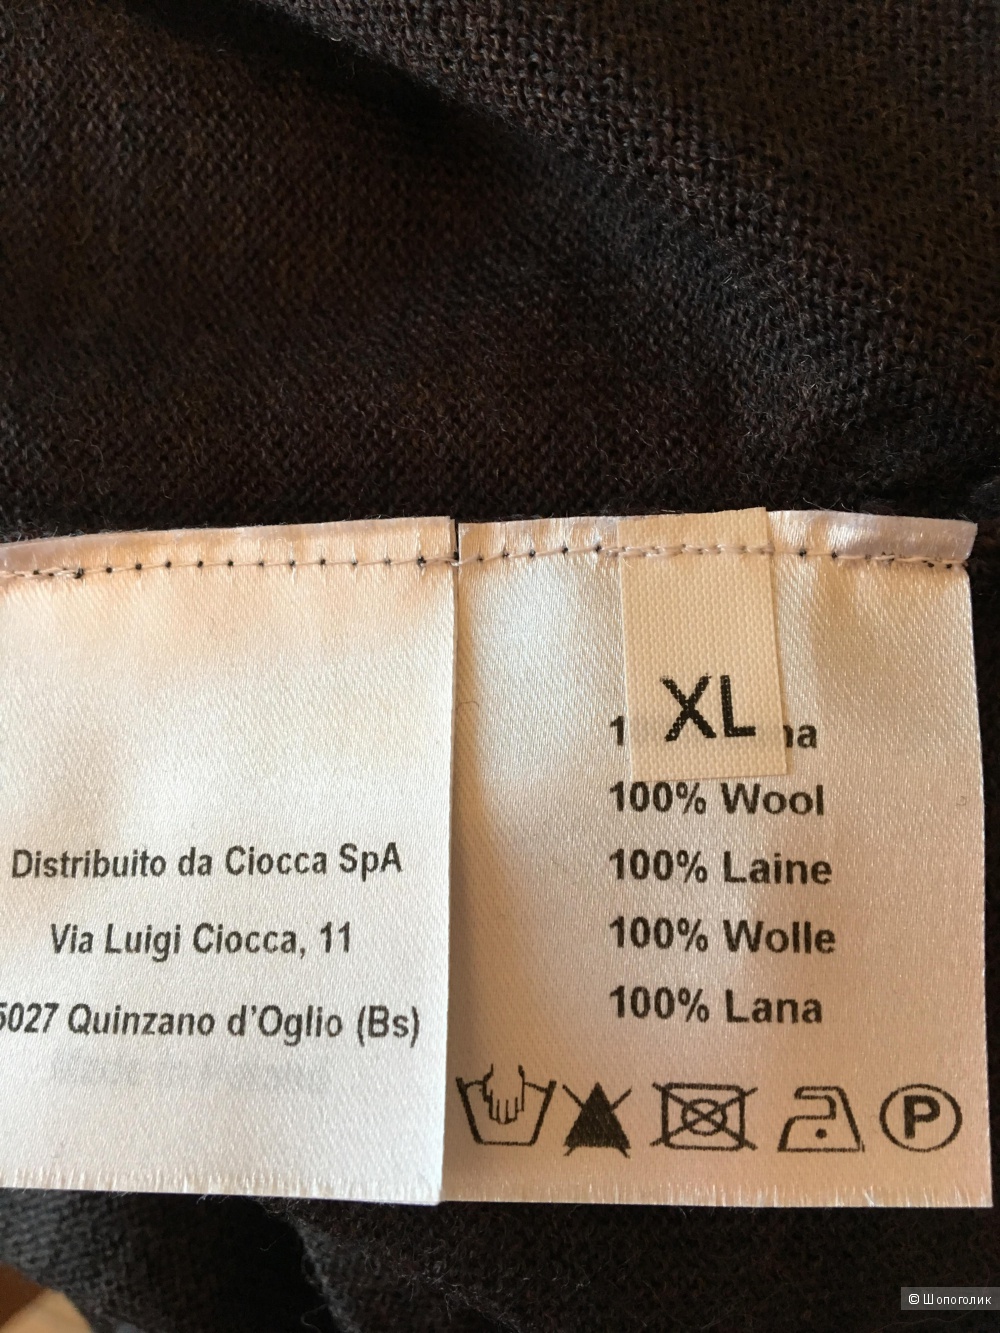 Distribuito da Ciocca SpA
Via Luigi Ciocca, 11
5027 Quinzano d'Oglio (Bs)
XL
100% Wool
100% Laine
100% Wolle
100% Lana
P
© Шопоголик